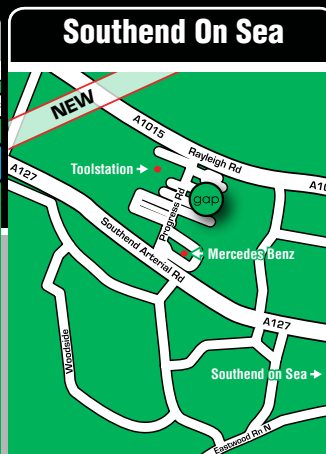 Southend On Sea
NEW
A1015
Rayleigh Rd
Toolstation
A127
A10
gap
Progress Rd
Southend Arterial Rd
Mercedes Benz
A127
Woodside
Southend on Sea
Eastwood Rn N